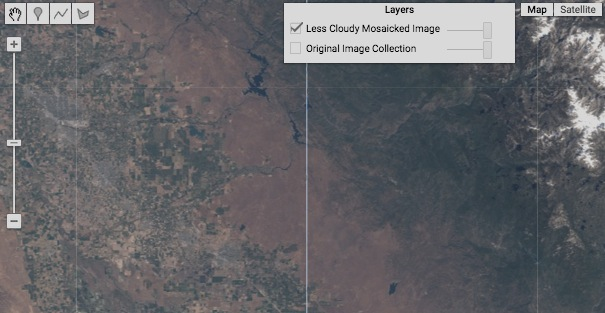 Layers
Less Cloudy Mosaicked Image
Original Image Collection
Map
Satellite